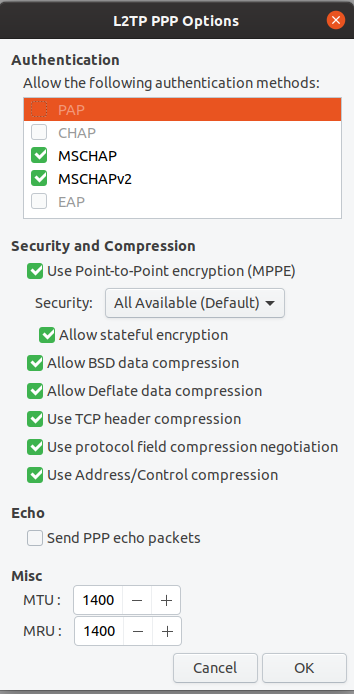 L2TP PPP Options
Authentication
Allow the following authentication methods:
PAP
CHAP
MSCHAP
MSCHAPv2
EAP
Security and Compression
Use Point-to-Point encryption (MPPE)
Security: All Available (Default)
Allow stateful encryption
Allow BSD data compression
Allow Deflate data compression
Use TCP header compression
Use protocol field compression negotiation
Use Address/Control compression
Echo
Send PPP echo packets
Misc
MTU : 1400 − +
MRU : 1400 − +
Cancel OK